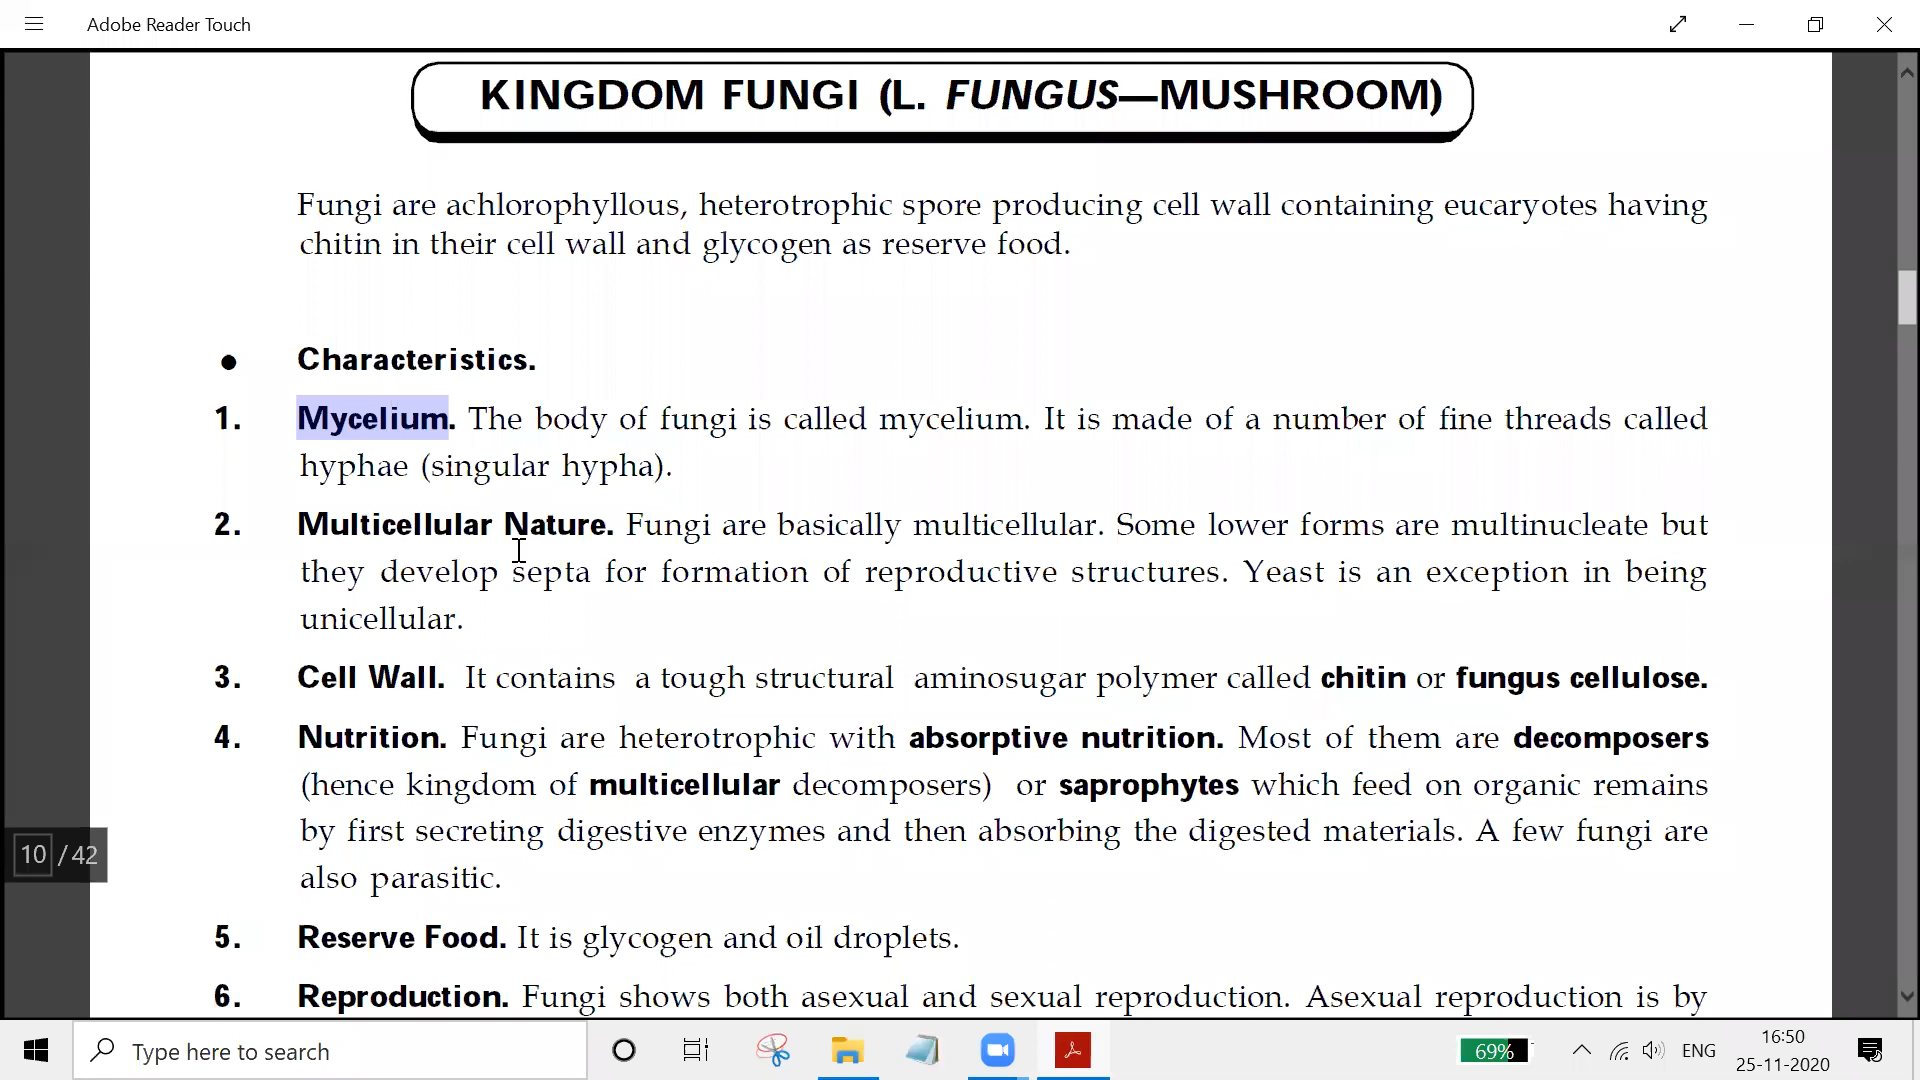 Adobe Reader Touch
KINGDOM FUNGI (L. FUNGUS—MUSHROOM)
Fungi are achlorophyllous, heterotrophic spore producing cell wall containing eucaryotes having
chitin in their cell wall and glycogen as reserve food.
● Characteristics.
1. Mycelium. The body of fungi is called mycelium. It is made of a number of fine threads called
hyphae (singular hypha).
2. Multicellular Nature. Fungi are basically multicellular. Some lower forms are multinucleate but
they develop septa for formation of reproductive structures. Yeast is an exception in being
unicellular.
3. Cell Wall. It contains a tough structural aminosugar polymer called chitin or fungus cellulose.
4. Nutrition. Fungi are heterotrophic with absorptive nutrition. Most of them are decomposers
(hence kingdom of multicellular decomposers) or saprophytes which feed on organic remains
by first secreting digestive enzymes and then absorbing the digested materials. A few fungi are
also parasitic.
10 / 42
5. Reserve Food. It is glycogen and oil droplets.
6. Reproduction. Fungi shows both asexual and sexual reproduction. Asexual reproduction is by
Type here to search
69%
ENG
16:50
25-11-2020